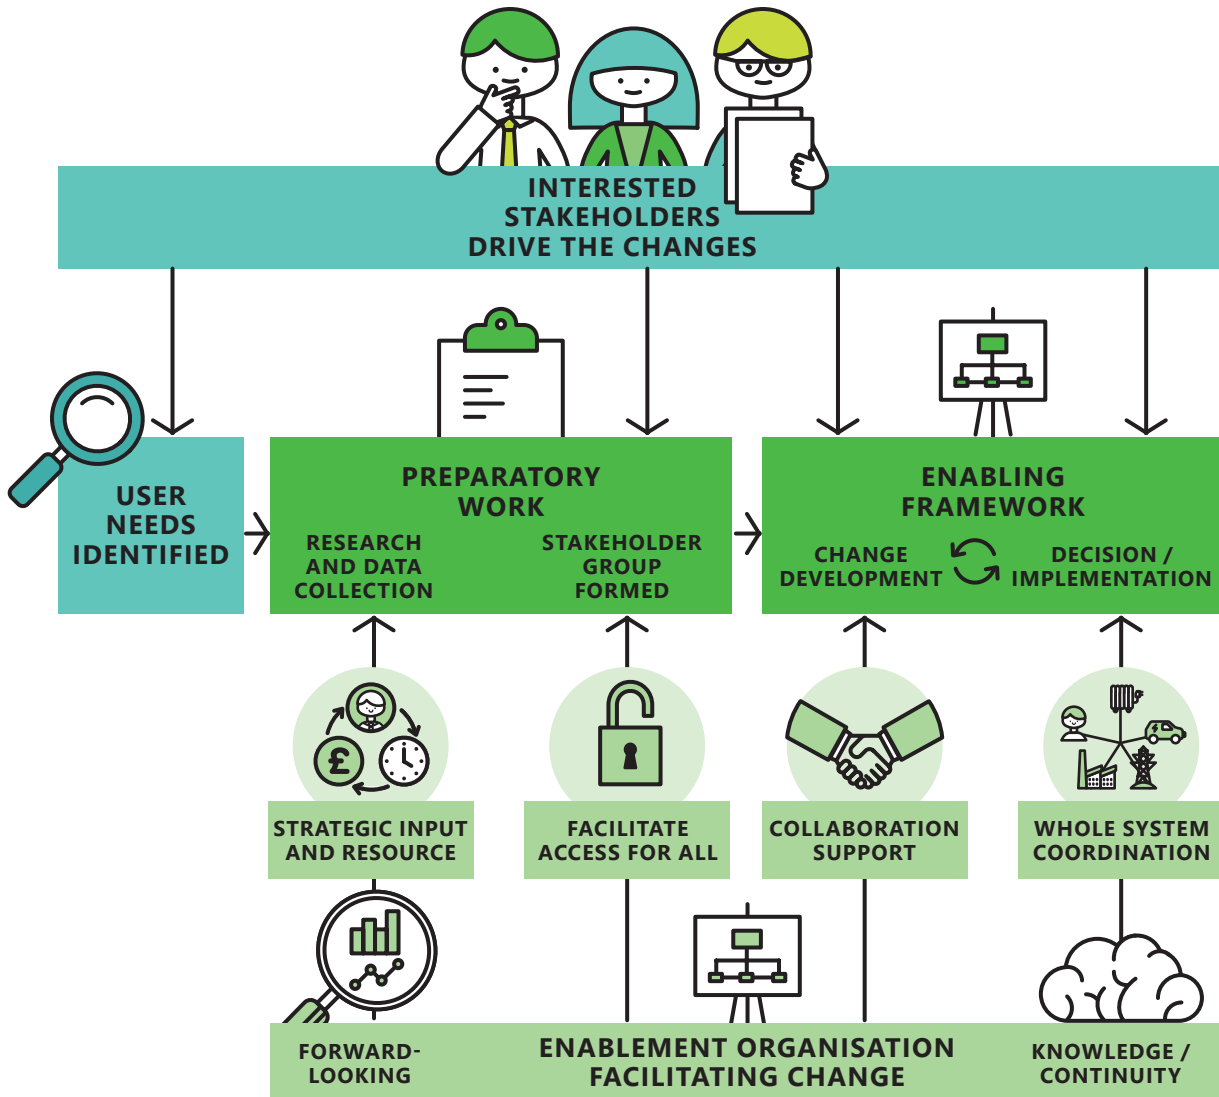 INTERESTED
STAKEHOLDERS
DRIVE THE CHANGES
USER
NEEDS
IDENTIFIED
PREPARATORY
WORK
RESEARCH
AND DATA
COLLECTION
STAKEHOLDER
GROUP
FORMED
ENABLING
FRAMEWORK
CHANGE
DEVELOPMENT
DECISION /
IMPLEMENTATION
£
STRATEGIC INPUT
AND RESOURCE
FACILITATE
ACCESS FOR ALL
COLLABORATION
SUPPORT
WHOLE SYSTEM
COORDINATION
FORWARD-
LOOKING
ENABLEMENT ORGANISATION
FACILITATING CHANGE
KNOWLEDGE /
CONTINUITY